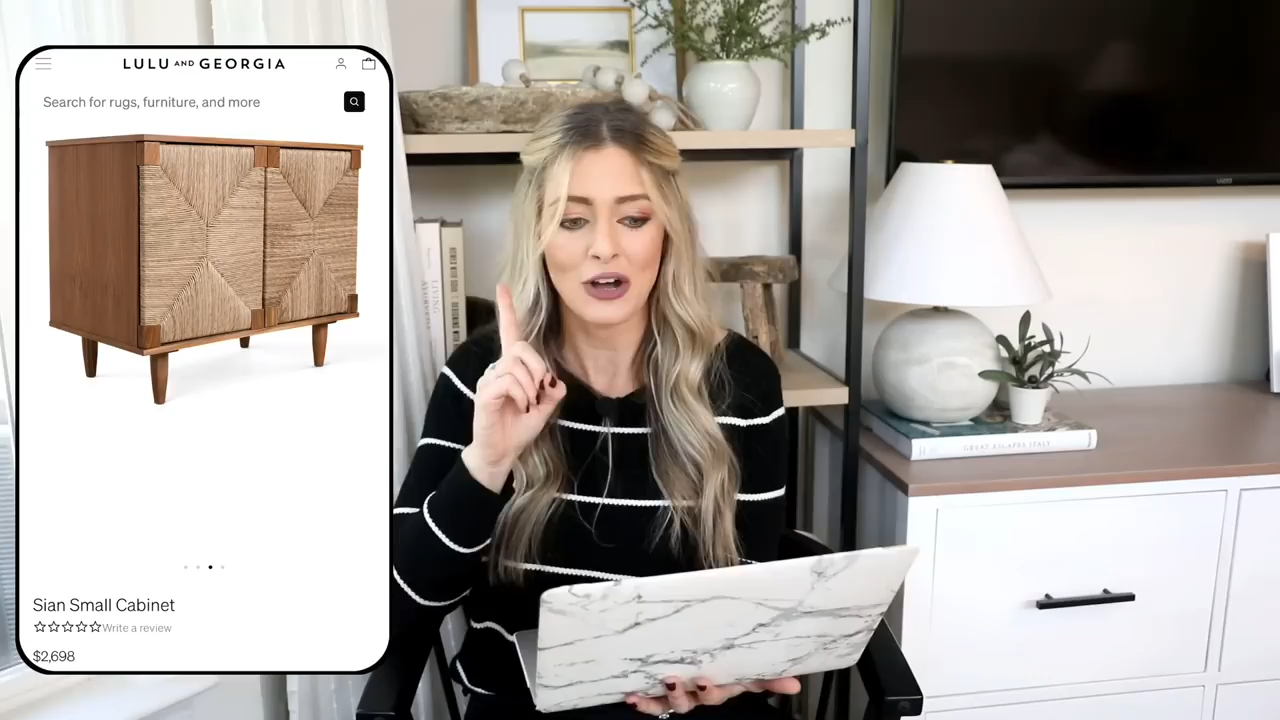 LULU AND GEORGIA
Search for rugs, furniture, and more
Sian Small Cabinet
Write a review
$2,698
LIVING
GREAT ESCAPES ITALY
VIZIO